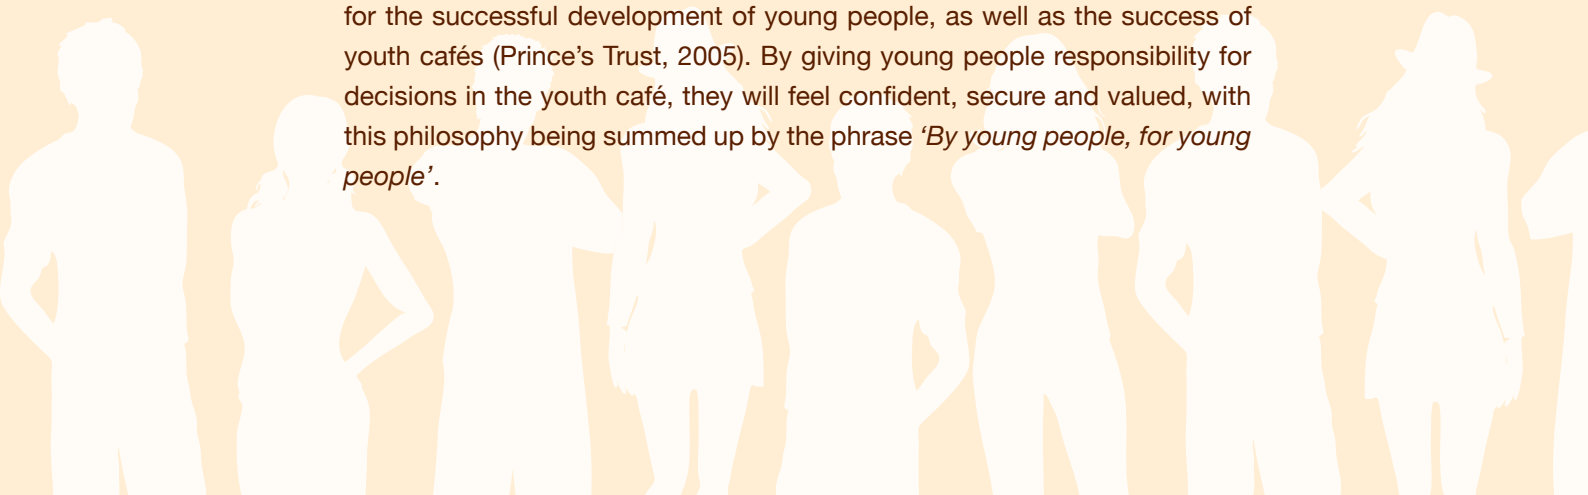 for the successful development of young people, as well as the success of
youth cafés (Prince’s Trust, 2005). By giving young people responsibility for
decisions in the youth café, they will feel confident, secure and valued, with
this philosophy being summed up by the phrase ‘By young people, for young
people’.